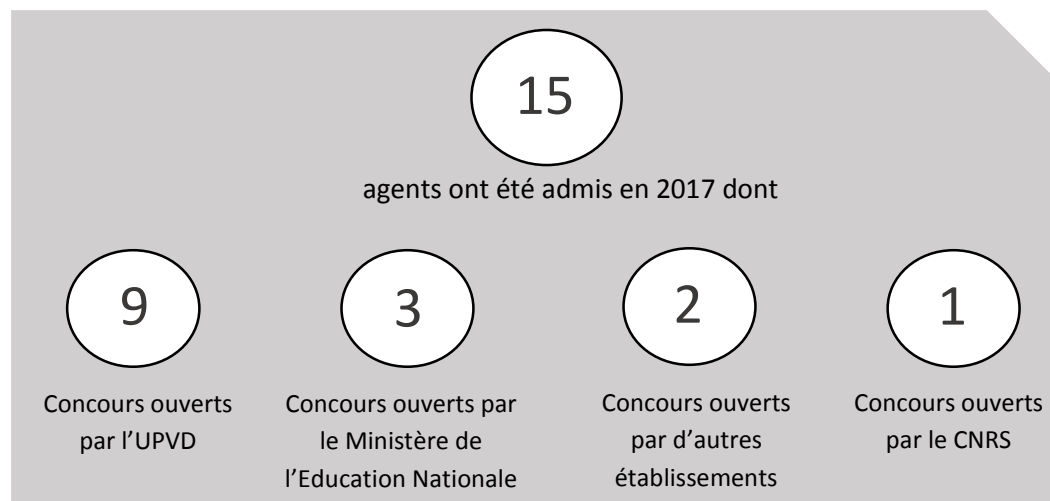 15
agents ont été admis en 2017 dont
9
Concours ouverts
par l’UPVD
3
Concours ouverts par
le Ministère de
l’Education Nationale
2
Concours ouverts
par d’autres
établissements
1
Concours ouverts
par le CNRS